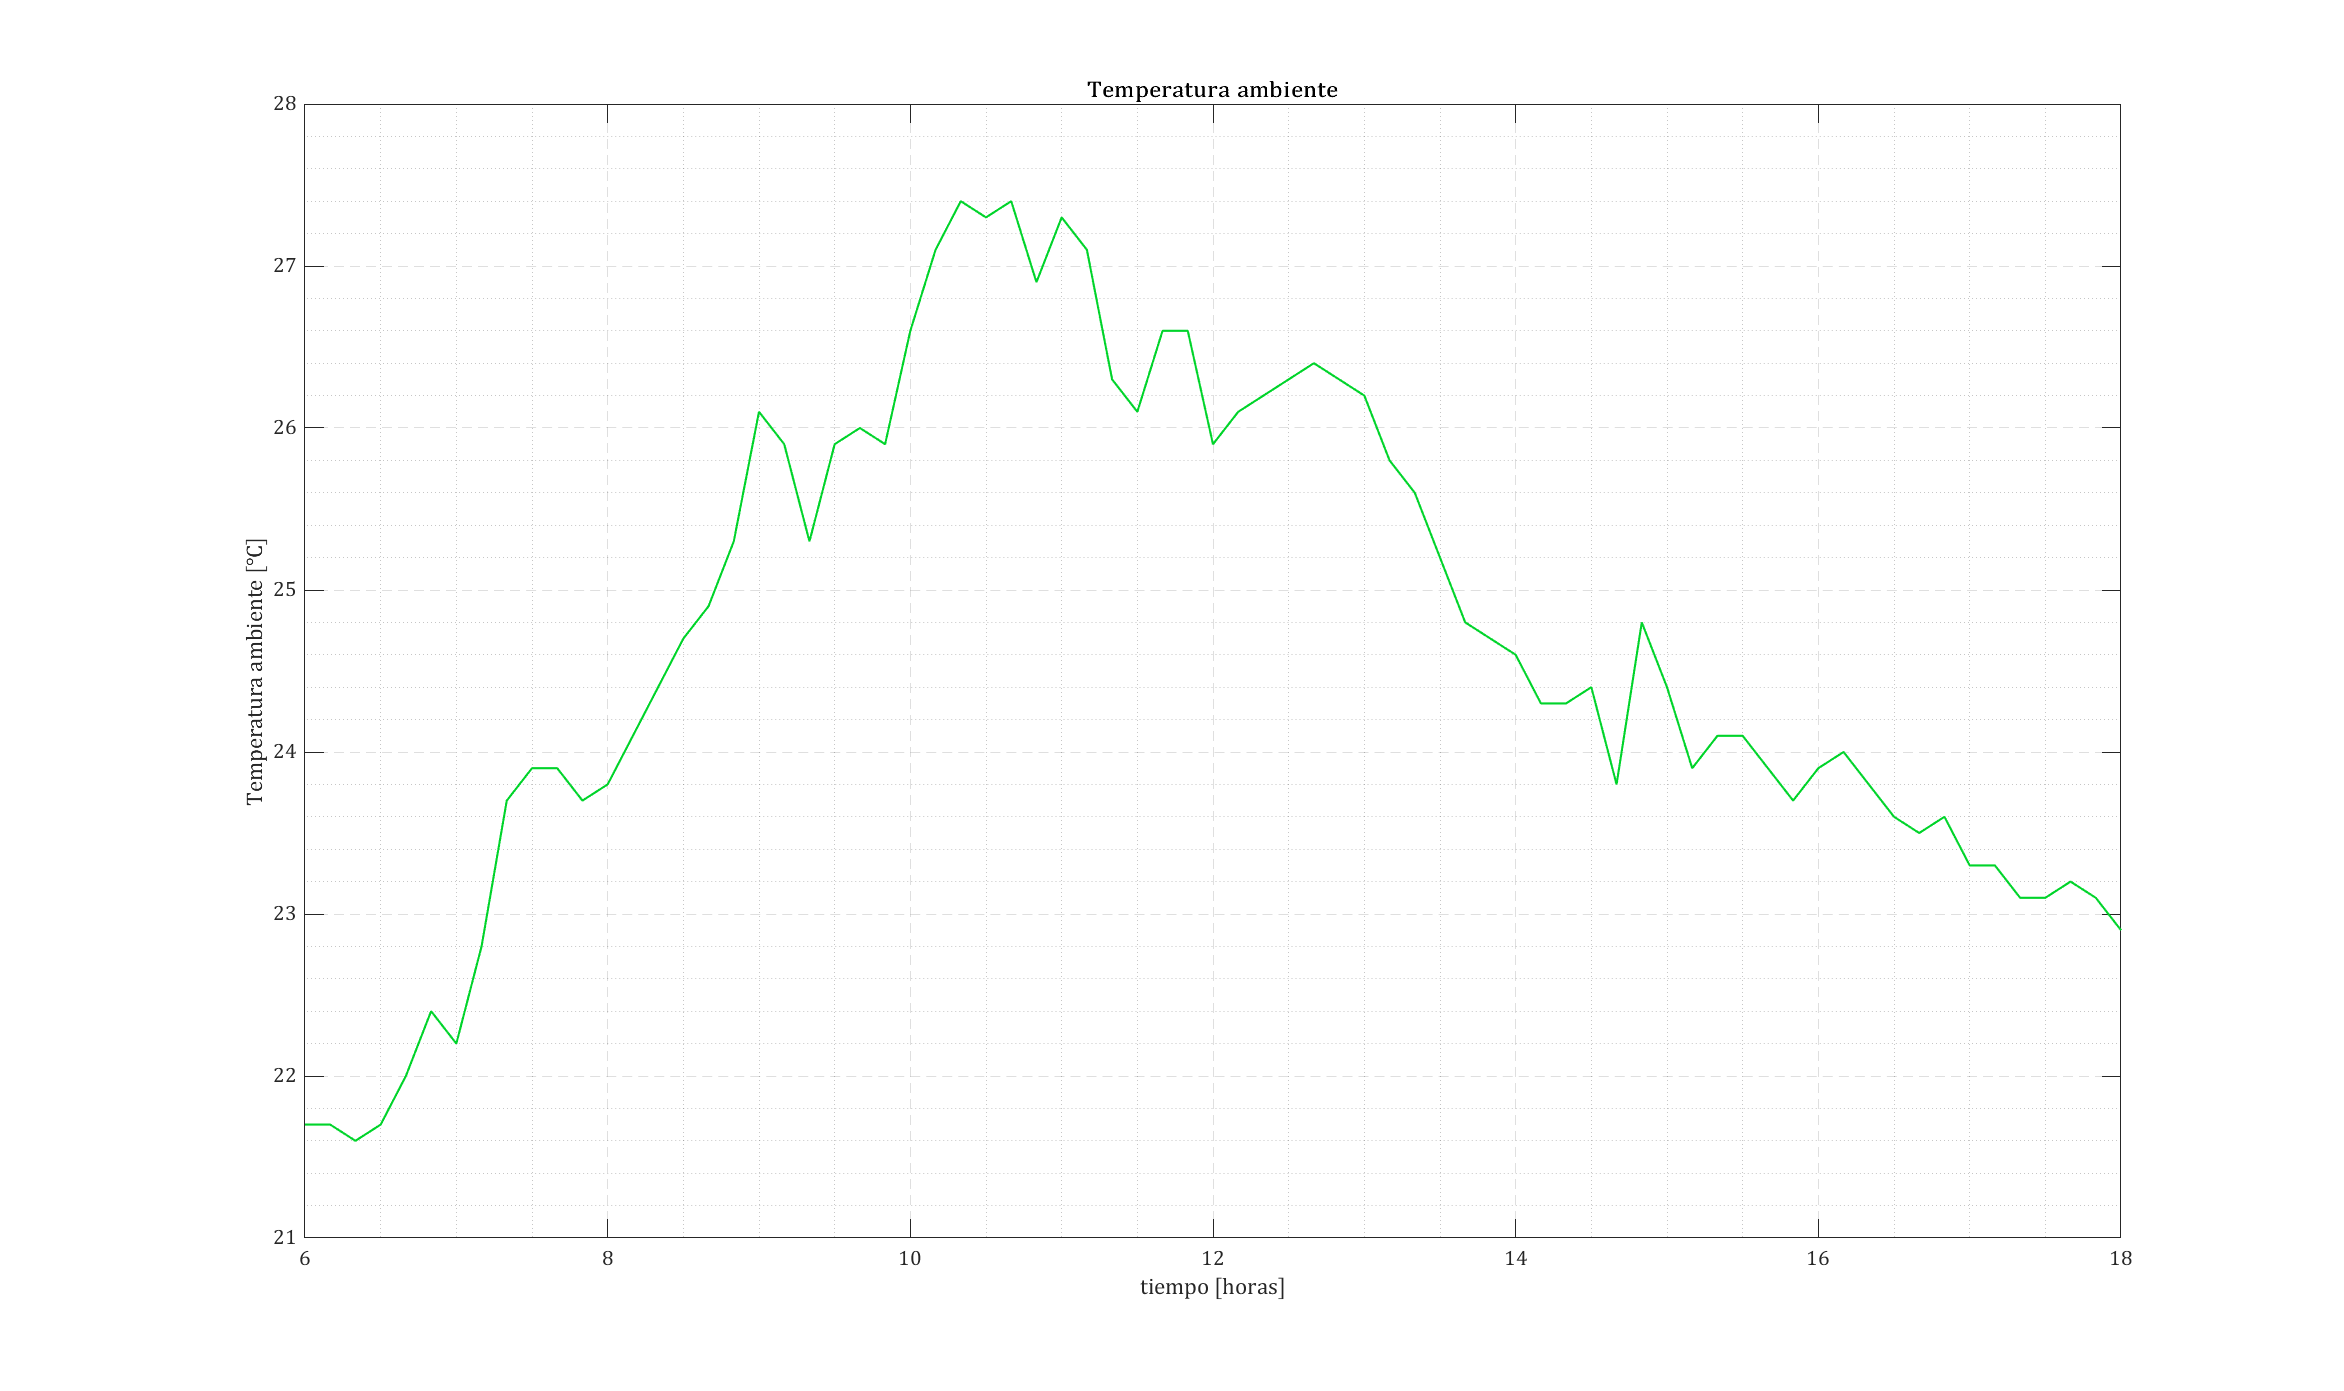 Temperatura ambiente
28
27
26
25
24
23
22
21
Temperatura ambiente [°C]
6 8 10 12 14 16 18
tiempo [horas]